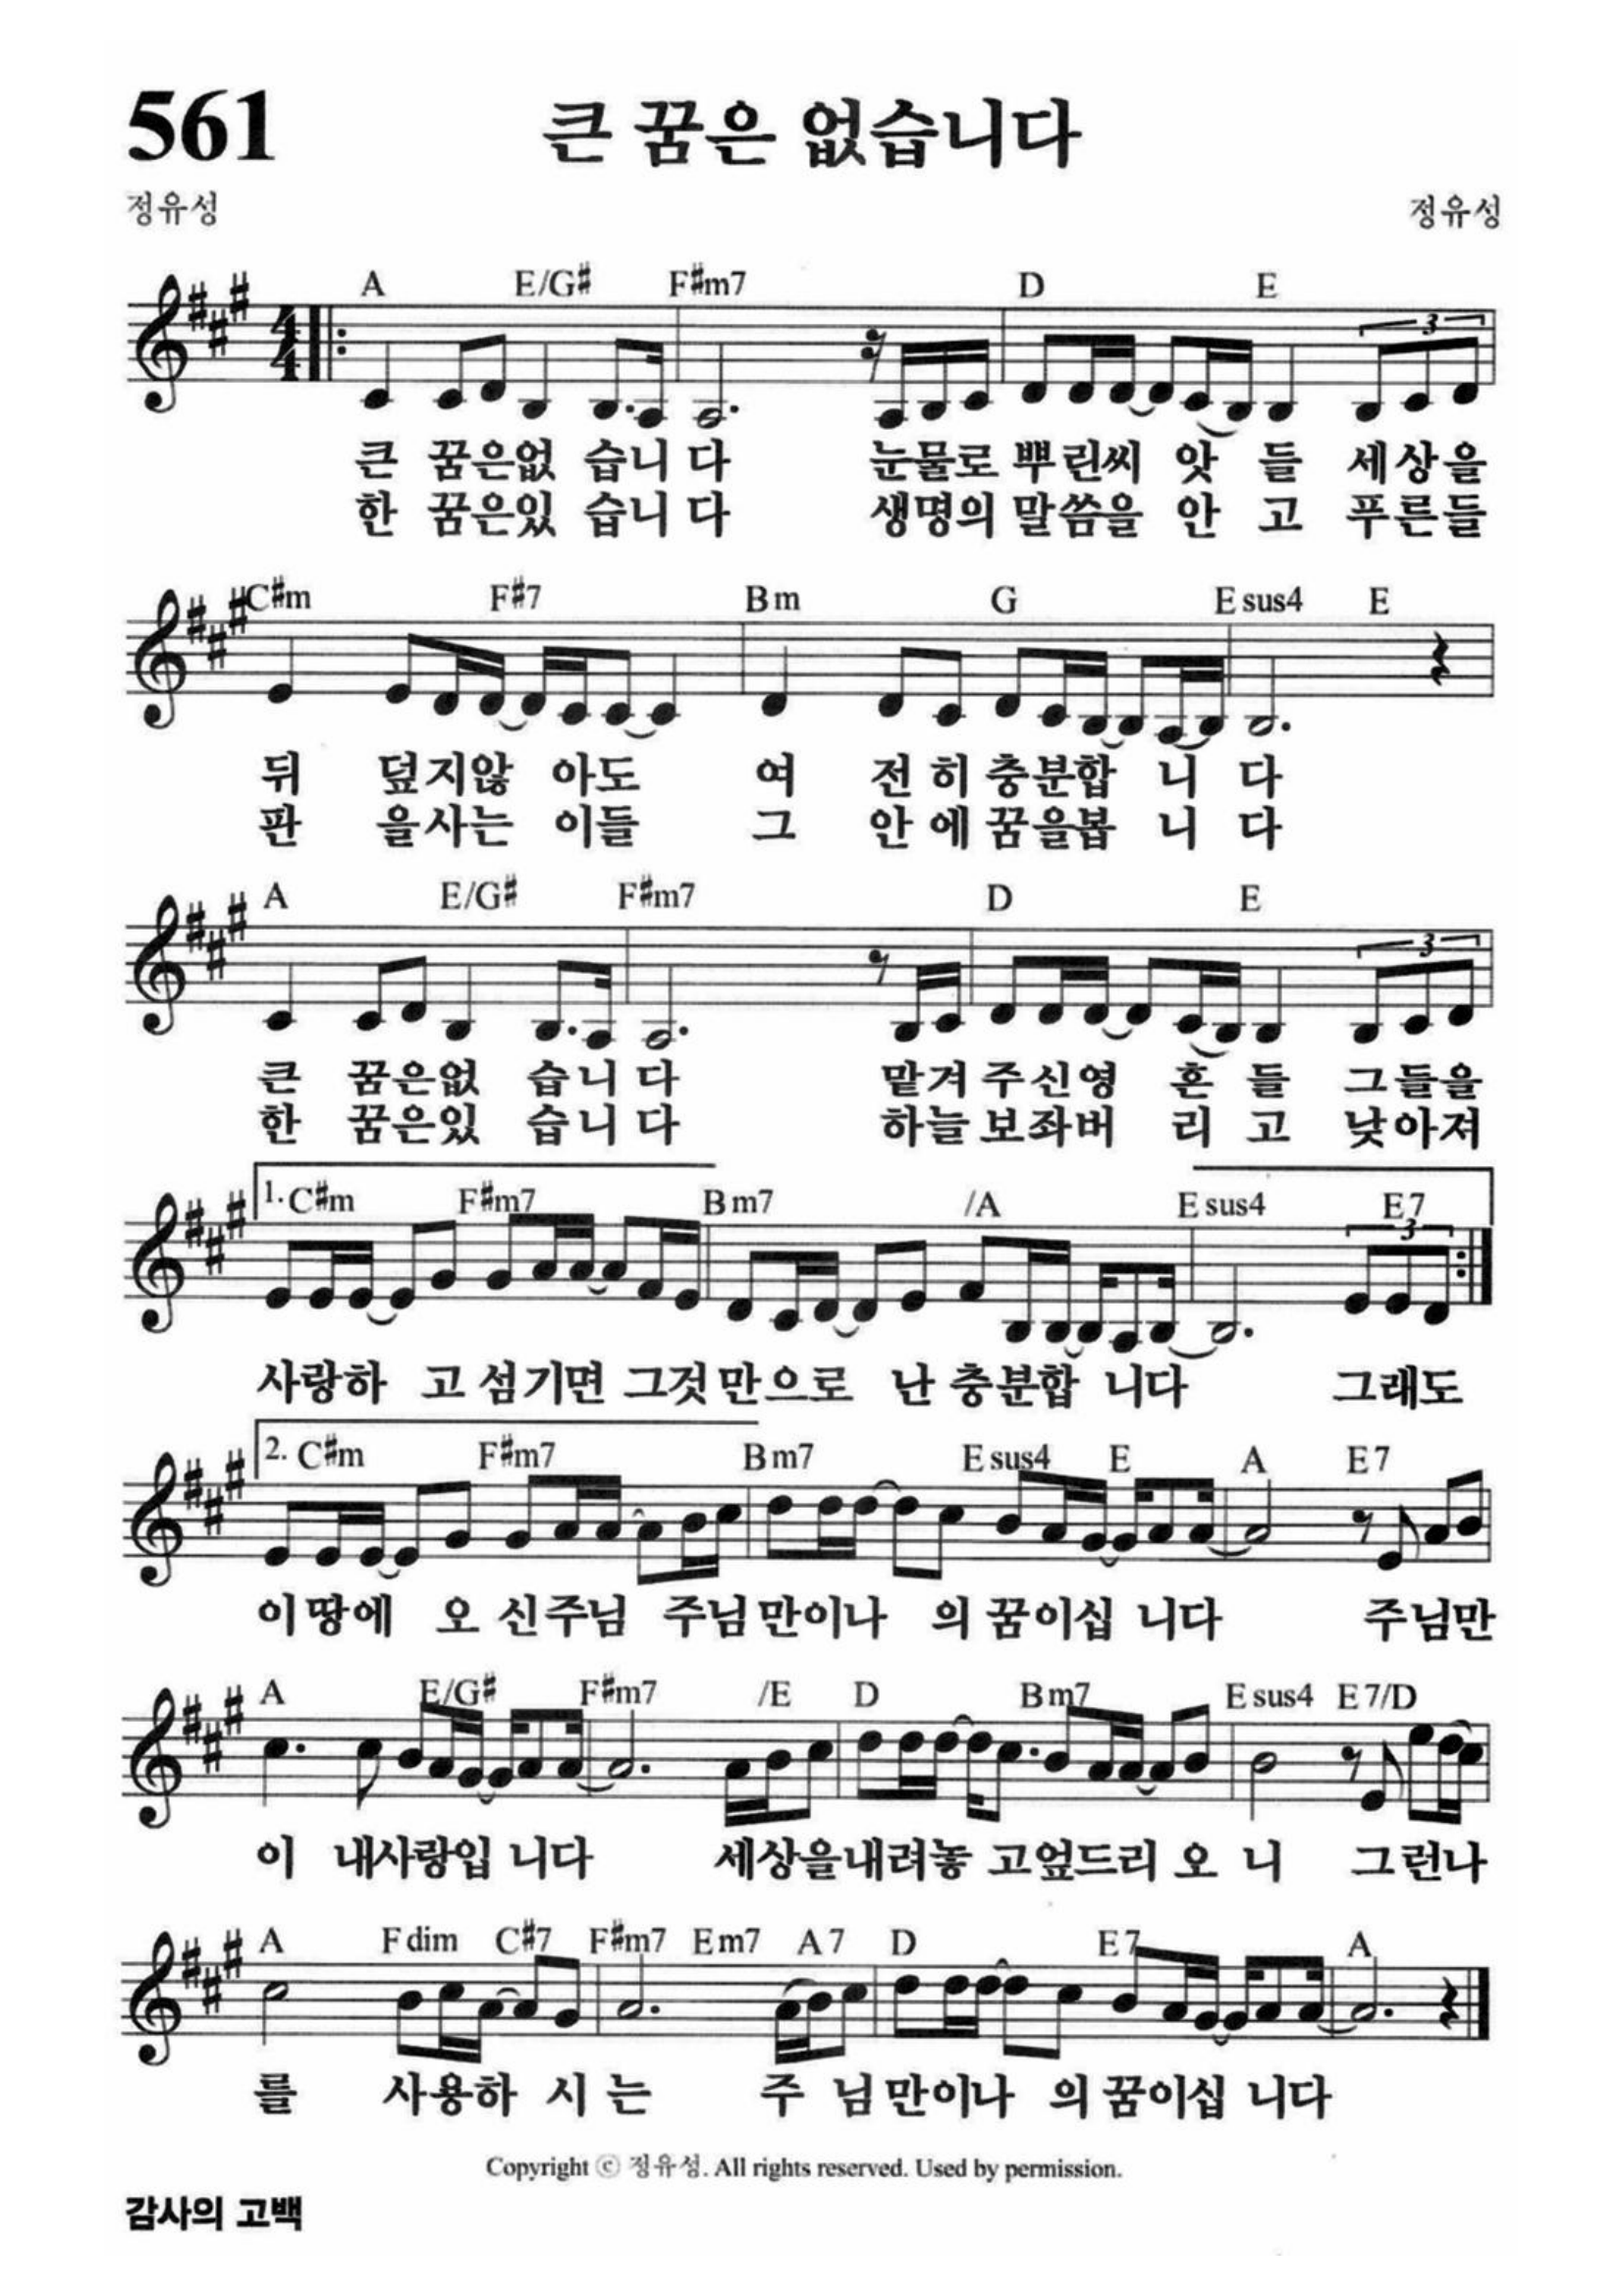 561
큰 꿈은 없습니다
정유성 정유성
A E/G# F#m7 D E
3
큰 꿈은없 습니 다 눈물로 뿌린씨 앗 들 세상을
한 꿈은있 습니 다 생명의 말씀을 안 고 푸른들
C#m F#7 Bm G Esus4 E
뒤 덮지않 아도 여 전 히 충분합 니 다
판 을사는 이들 그 안 에 꿈을봅 니 다
A E/G# F#m7 D E
3
큰 꿈은없 습니 다 맡겨 주신영 혼 들 그들을
한 꿈은있 습니 다 하늘 보좌버 리 고 낮아져
1. C#m F#m7 Bm7 /A Esus4 E7
3
사랑하 고 섬기면 그것만으로 난 충분합 니다 그래도
2. C#m F#m7 Bm7 Esus4 E A E7
이땅에 오 신주님 주님만이나 의 꿈이십 니다 주님만
A E/G# F#m7 /E D Bm7 Esus4 E7/D
이 내사랑입 니다 세상을내려놓 고엎드리 오 니 그런나
A Fdim C#7 F#m7 Em7 A7 D E7 A
를 사용하 시 는 주 님만이나 의 꿈이십 니다
Copyright ⓒ 정유성. All rights reserved. Used by permission.
감사의 고백